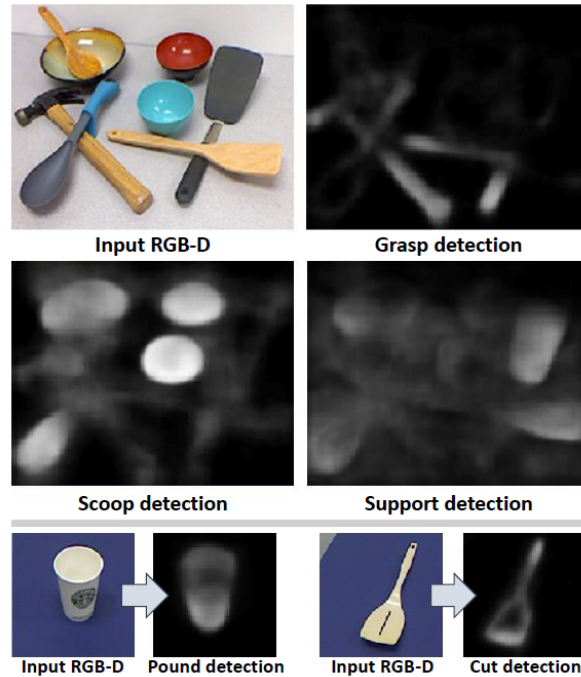 Input RGB-D
Grasp detection
Scoop detection
Support detection
Input RGB-D
Pound detection
Input RGB-D
Cut detection